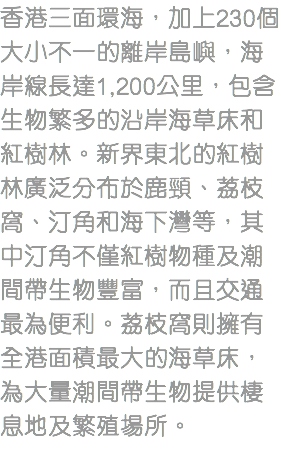 香港三面環海，加上230個
大小不一的離岸島嶼，海
岸線長達1,200公里，包含
生物繁多的沿岸海草床和
紅樹林。新界東北的紅樹
林廣泛分布於鹿頸、荔枝
窩、汀角和海下灣等，其
中汀角不僅紅樹物種及潮
間帶生物豐富，而且交通
最為便利。荔枝窩則擁有
全港面積最大的海草床，
為大量潮間帶生物提供棲
息地及繁殖場所。